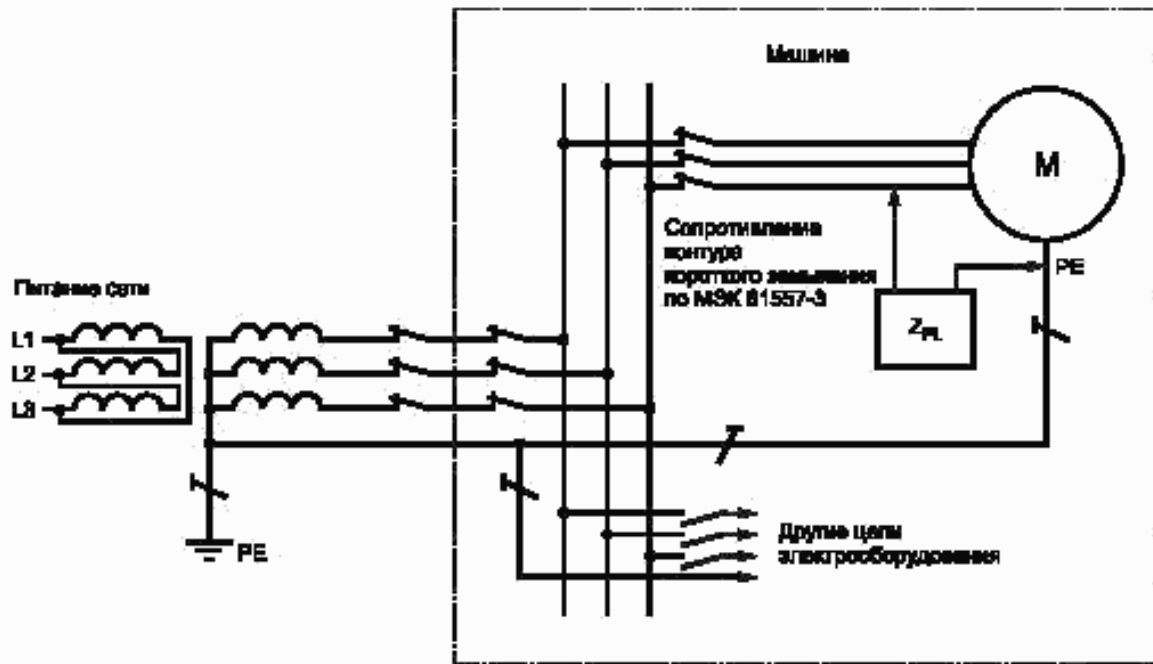 Машина
M
Сопротивление
контура
короткого замыкания
по МЭК 61557-3
PE
Z_PL
Питание сети
L1
L2
L3
PE
Другие цепи
электрооборудования